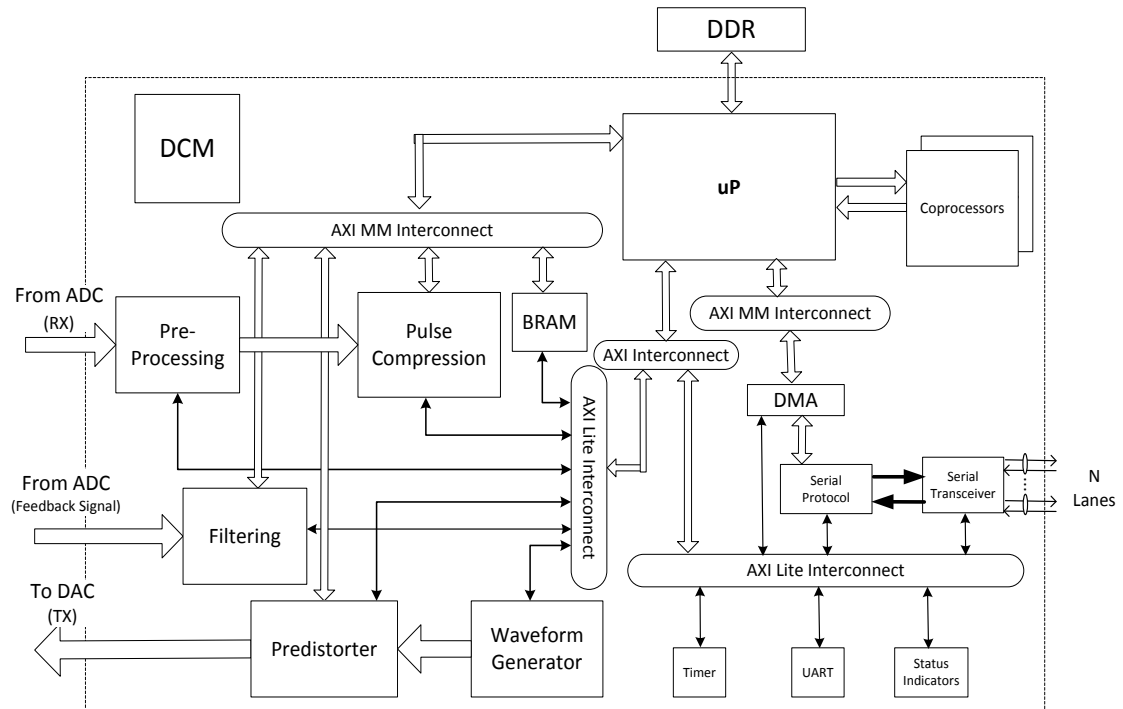 DDR
DCM
uP
Coprocessors
AXI MM Interconnect
From ADC
(RX)
Pre-
Processing
Pulse
Compression
BRAM
AXI MM Interconnect
AXI Interconnect
AXI Lite Interconnect
DMA
From ADC
(Feedback Signal)
Filtering
Serial
Protocol
Serial
Transceiver
N
Lanes
AXI Lite Interconnect
To DAC
(TX)
Predistorter
Waveform
Generator
Timer
UART
Status
Indicators